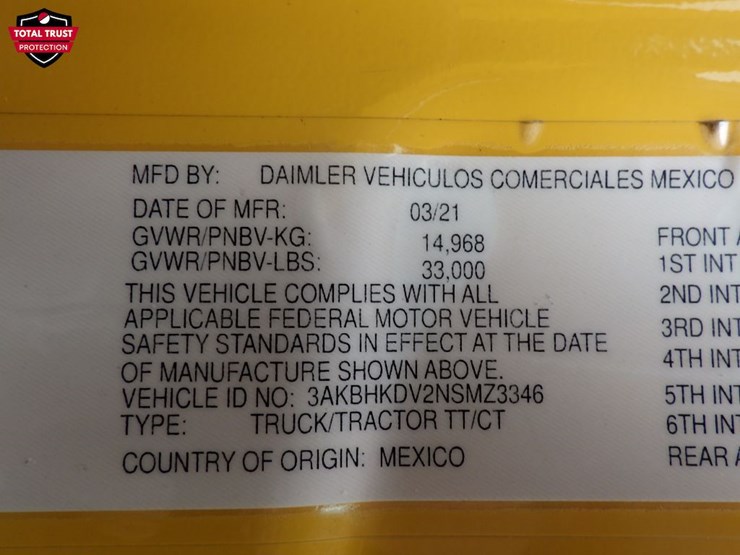 TOTAL TRUST
PROTECTION
MFD BY: DAIMLER VEHICULOS COMERCIALES MEXICO
DATE OF MFR: 03/21
GVWR/PNBV-KG: 14,968 FRONT
GVWR/PNBV-LBS: 33,000 1ST INT
THIS VEHICLE COMPLIES WITH ALL 2ND INT
APPLICABLE FEDERAL MOTOR VEHICLE 3RD INT
SAFETY STANDARDS IN EFFECT AT THE DATE 4TH INT
OF MANUFACTURE SHOWN ABOVE.
VEHICLE ID NO: 3AKBHKDV2NSMZ3346 5TH INT
TYPE: TRUCK/TRACTOR TT/CT 6TH INT
COUNTRY OF ORIGIN: MEXICO REAR